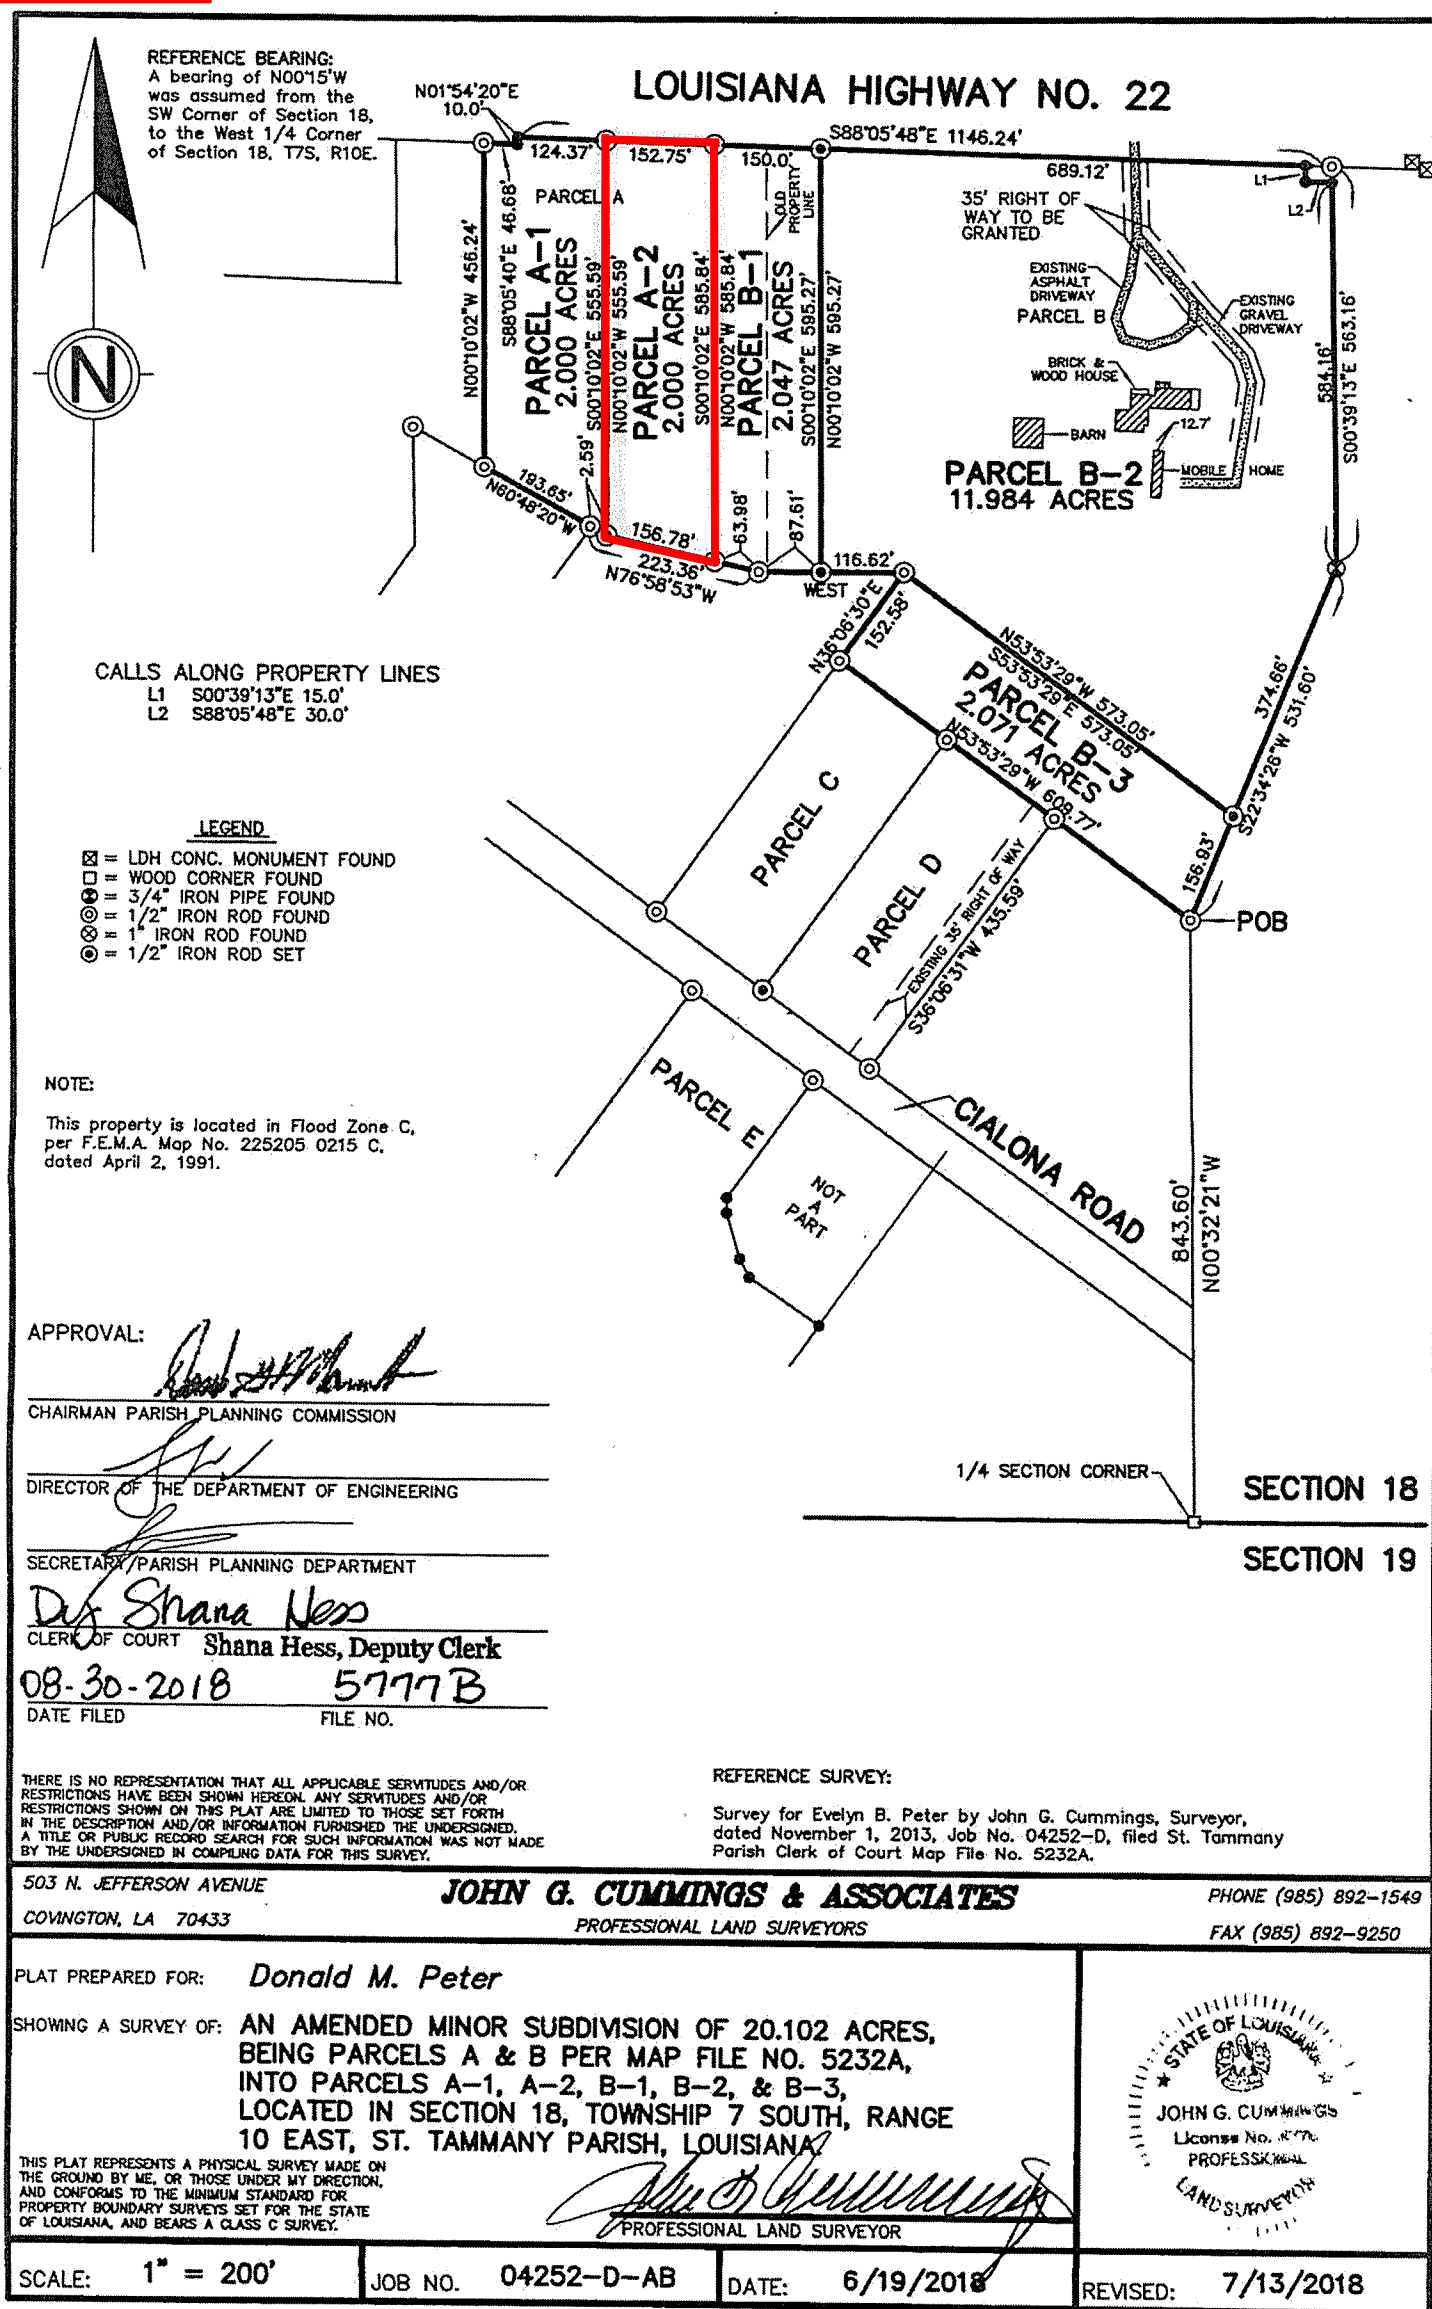 REFERENCE BEARING:
A bearing of N00°15'W
was assumed from the
SW Corner of Section 18,
to the West 1/4 Corner
of Section 18, T7S, R10E.
N
LOUISIANA HIGHWAY NO. 22
N01°54'20"E
10.0'
124.37'
152.75'
150.0'
S88°05'48"E 1146.24'
689.12'
L1
L2
N00°10'02"W 456.24'
S88°05'40"E 46.68'
PARCEL A
PARCEL A-1
2.000 ACRES
S00°10'02"E 555.59'
N00°10'02"W 555.59'
PARCEL A-2
2.000 ACRES
S00°10'02"E 585.84'
N00°10'02"W 585.84'
PARCEL B-1
2.047 ACRES
OLD
PROPERTY
LINE
S00°10'02"E 595.27'
N00°10'02"W 595.27'
35' RIGHT OF
WAY TO BE
GRANTED
EXISTING
ASPHALT
DRIVEWAY
PARCEL B
EXISTING
GRAVEL
DRIVEWAY
BRICK &
WOOD HOUSE
BARN
12.7'
MOBILE HOME
PARCEL B-2
11.984 ACRES
584.16'
S00°39'13"E 563.16'
193.65'
N60°48'20"W
2.59'
156.78'
223.36'
N76°58'53"W
63.98'
87.61'
WEST
116.62'
N36°06'30"E
152.58'
N53°53'29"W 573.05'
S53°53'29"E 573.05'
PARCEL B-3
2.071 ACRES
N53°53'29"W 609.77'
374.66'
S22°34'26"W 531.60'
156.93'
POB
CALLS ALONG PROPERTY LINES
L1 S00°39'13"E 15.0'
L2 S88°05'48"E 30.0'
LEGEND
= LDH CONC. MONUMENT FOUND
= WOOD CORNER FOUND
= 3/4" IRON PIPE FOUND
= 1/2" IRON ROD FOUND
= 1" IRON ROD FOUND
= 1/2" IRON ROD SET
PARCEL C
PARCEL D
EXISTING 35' RIGHT OF WAY
S36°06'31"W 435.59'
PARCEL E
NOT
A
PART
CIALONA ROAD
843.60'
N00°32'21"W
NOTE:
This property is located in Flood Zone C,
per F.E.M.A. Map No. 225205 0215 C,
dated April 2, 1991.
1/4 SECTION CORNER
SECTION 18
SECTION 19
APPROVAL:
CHAIRMAN PARISH PLANNING COMMISSION
DIRECTOR OF THE DEPARTMENT OF ENGINEERING
SECRETARY/PARISH PLANNING DEPARTMENT
Shana Hess
CLERK OF COURT Shana Hess, Deputy Clerk
08-30-2018 5777B
DATE FILED FILE NO.
THERE IS NO REPRESENTATION THAT ALL APPLICABLE SERVITUDES AND/OR
RESTRICTIONS HAVE BEEN SHOWN HEREON. ANY SERVITUDES AND/OR
RESTRICTIONS SHOWN ON THIS PLAT ARE LIMITED TO THOSE SET FORTH
IN THE DESCRIPTION AND/OR INFORMATION FURNISHED THE UNDERSIGNED.
A TITLE OR PUBLIC RECORD SEARCH FOR SUCH INFORMATION WAS NOT MADE
BY THE UNDERSIGNED IN COMPILING DATA FOR THIS SURVEY.
REFERENCE SURVEY:
Survey for Evelyn B. Peter by John G. Cummings, Surveyor,
dated November 1, 2013, Job No. 04252-D, filed St. Tammany
Parish Clerk of Court Map File No. 5232A.
503 N. JEFFERSON AVENUE
COVINGTON, LA 70433
JOHN G. CUMMINGS & ASSOCIATES
PROFESSIONAL LAND SURVEYORS
PHONE (985) 892-1549
FAX (985) 892-9250
PLAT PREPARED FOR: Donald M. Peter
SHOWING A SURVEY OF: AN AMENDED MINOR SUBDIVISION OF 20.102 ACRES,
BEING PARCELS A & B PER MAP FILE NO. 5232A,
INTO PARCELS A-1, A-2, B-1, B-2, & B-3,
LOCATED IN SECTION 18, TOWNSHIP 7 SOUTH, RANGE
10 EAST, ST. TAMMANY PARISH, LOUISIANA
THIS PLAT REPRESENTS A PHYSICAL SURVEY MADE ON
THE GROUND BY ME, OR THOSE UNDER MY DIRECTION,
AND CONFORMS TO THE MINIMUM STANDARD FOR
PROPERTY BOUNDARY SURVEYS SET FOR THE STATE
OF LOUISIANA, AND BEARS A CLASS C SURVEY.
PROFESSIONAL LAND SURVEYOR
STATE OF LOUISIANA
JOHN G. CUMMINGS
License No.
PROFESSIONAL
LAND SURVEYOR
SCALE: 1" = 200'
JOB NO. 04252-D-AB
DATE: 6/19/2018
REVISED: 7/13/2018